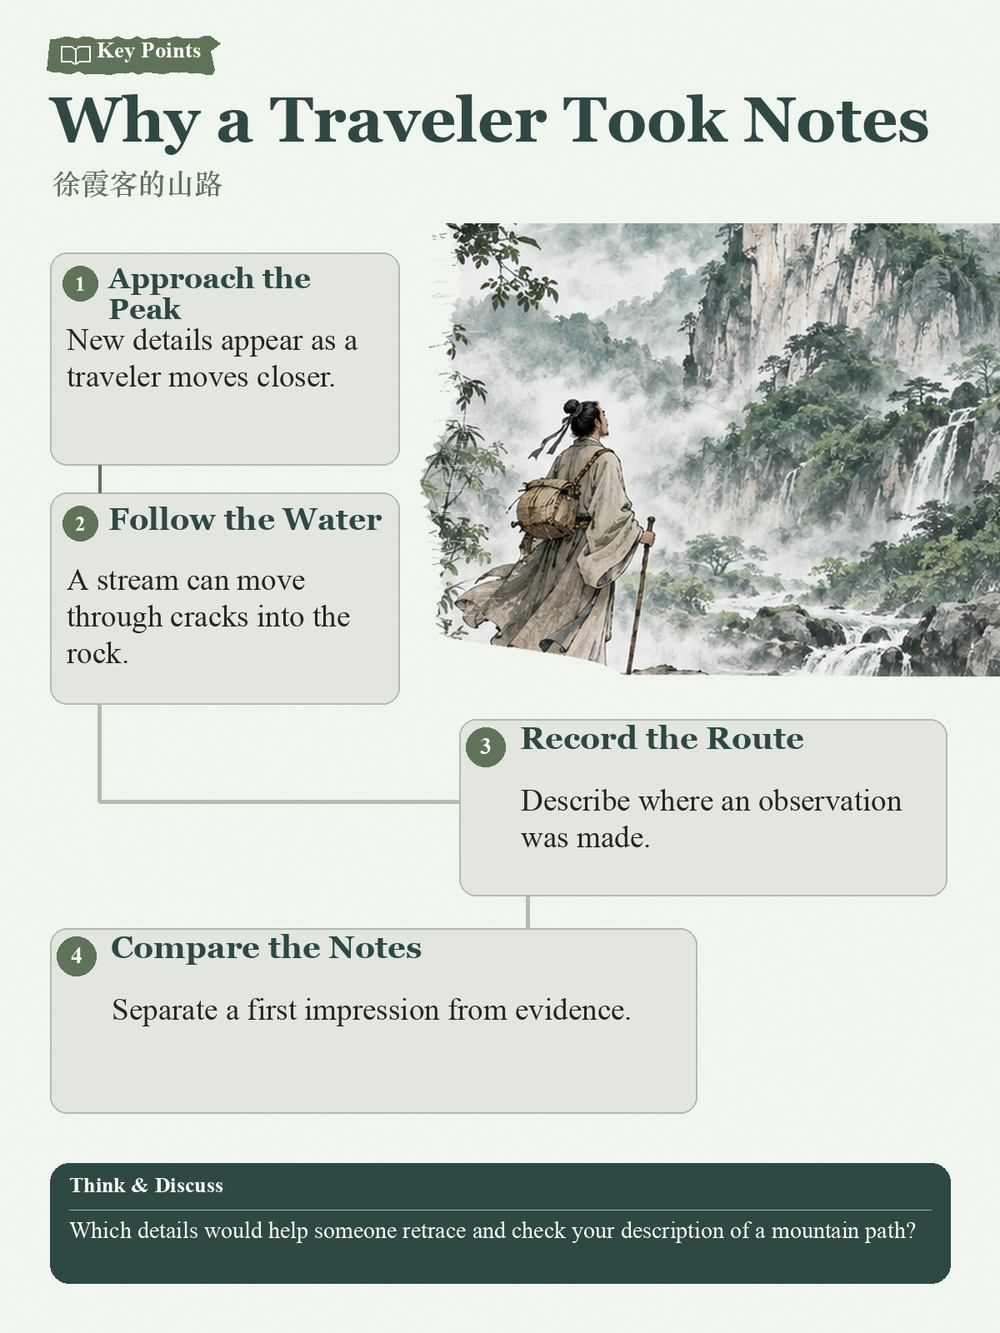 Key Points
Why a Traveler Took Notes
徐霞客的山路
1
Approach the
Peak
New details appear as a
traveler moves closer.
2
Follow the Water
A stream can move
through cracks into the
rock.
3
Record the Route
Describe where an observation
was made.
4
Compare the Notes
Separate a first impression from evidence.
Think & Discuss
Which details would help someone retrace and check your description of a mountain path?